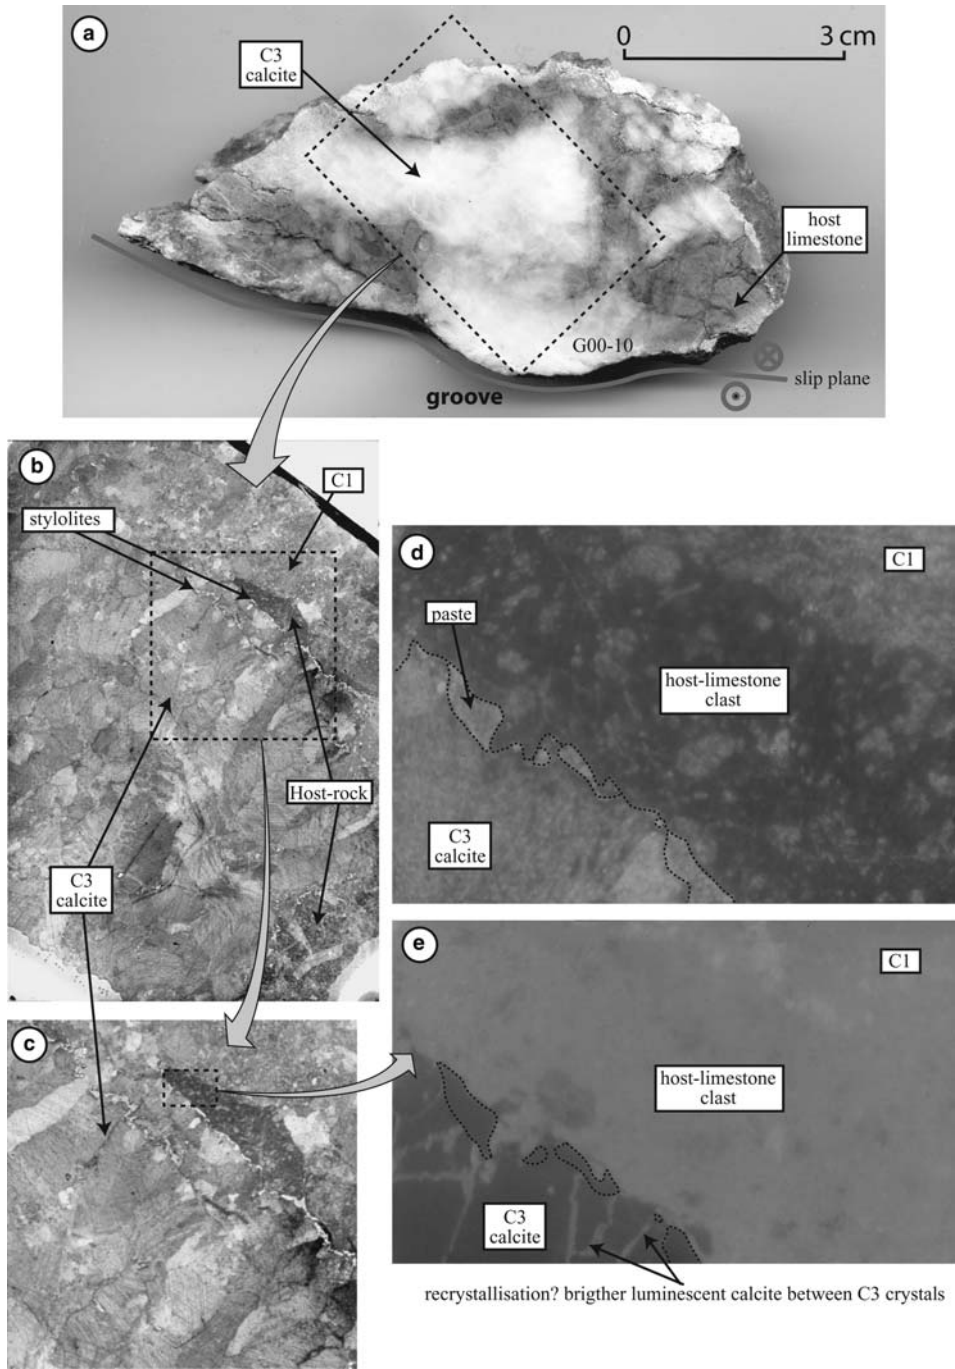 a
C3
calcite
0 3 cm
host
limestone
G00-10
groove
slip plane
b
C1
stylolites
Host-rock
C3
calcite
c
d
C1
paste
host-limestone
clast
C3
calcite
e
C1
host-limestone
clast
C3
calcite
recrystallisation? brigther luminescent calcite between C3 crystals